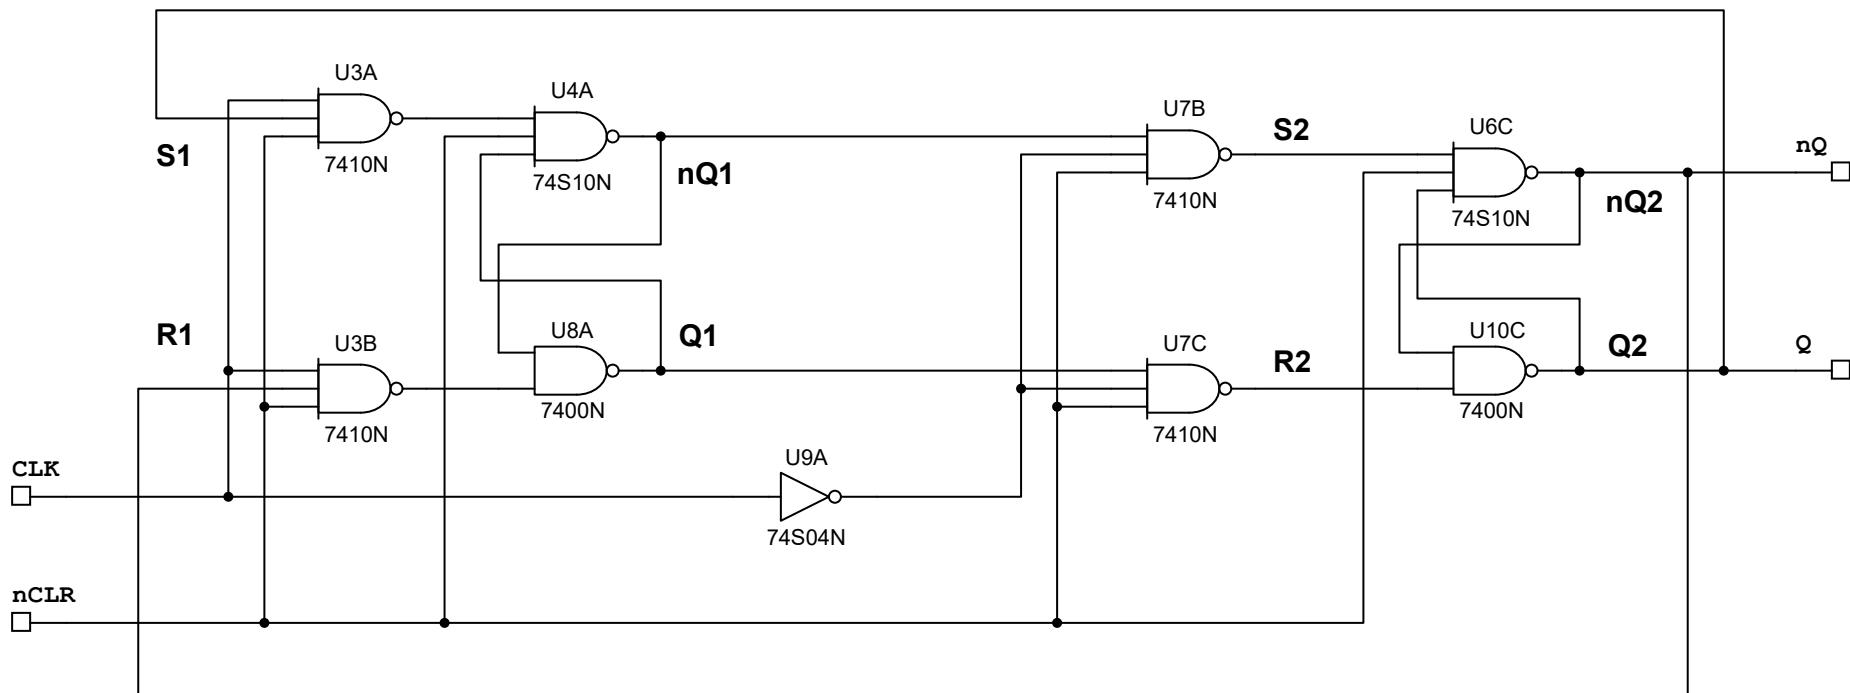 U3A
U4A
U7B
S2
U6C
nQ
S1
7410N
74S10N
nQ1
7410N
74S10N
nQ2
R1
U3B
U8A
Q1
U7C
R2
U10C
Q2
Q
7410N
7400N
7410N
7400N
CLK
U9A
74S04N
nCLR